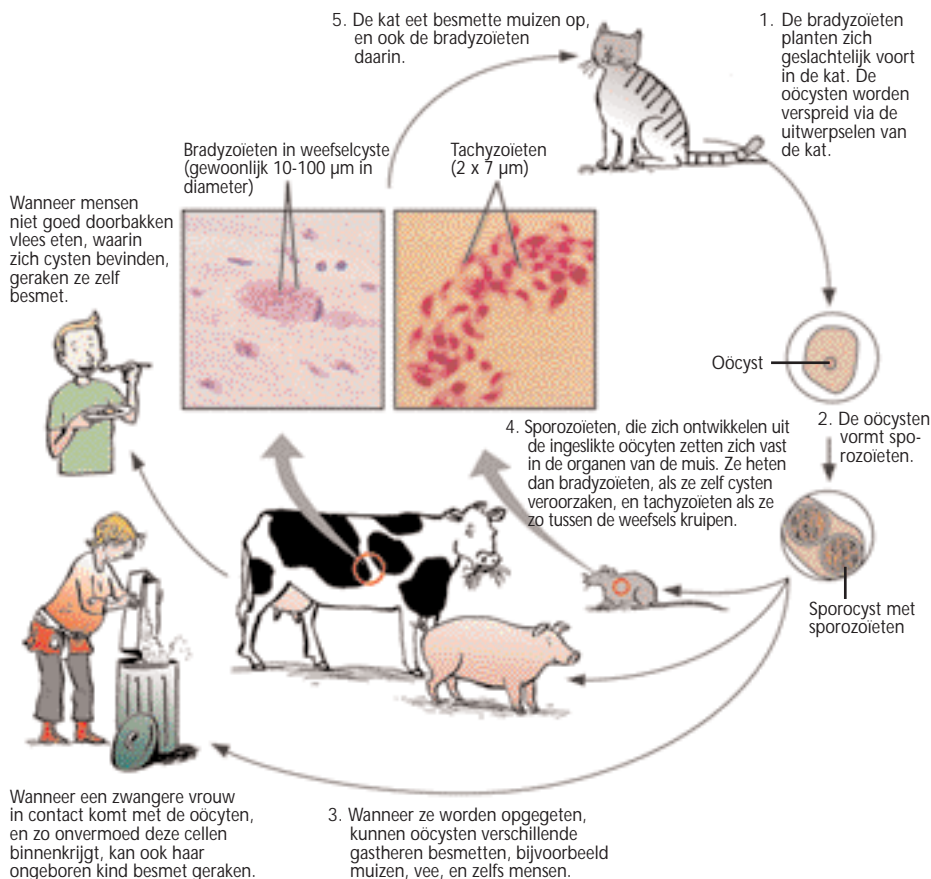 5. De kat eet besmette muizen op,
en ook de bradyzoïeten
daarin.
1. De bradyzoïeten
planten zich
geslachtelijk voort
in de kat. De
oöcysten worden
verspreid via de
uitwerpselen van
de kat.
Bradyzoïeten in weefselcyste
(gewoonlijk 10-100 µm in
diameter)
Tachyzoïeten
(2 x 7 µm)
Wanneer mensen
niet goed doorbakken
vlees eten, waarin
zich cysten bevinden,
geraken ze zelf
besmet.
Oöcyst
2. De oöcysten
vormt spo-
rozoïeten.
4. Sporozoïeten, die zich ontwikkelen uit
de ingeslikte oöcyten zetten zich vast
in de organen van de muis. Ze heten
dan bradyzoïeten, als ze zelf cysten
veroorzaken, en tachyzoïeten als ze
zo tussen de weefsels kruipen.
Sporocyst met
sporozoïeten
Wanneer een zwangere vrouw
in contact komt met de oöcyten,
en zo onvermoed deze cellen
binnenkrijgt, kan ook haar
ongeboren kind besmet geraken.
3. Wanneer ze worden opgegeten,
kunnen oöcysten verschillende
gastheren besmetten, bijvoorbeeld
muizen, vee, en zelfs mensen.